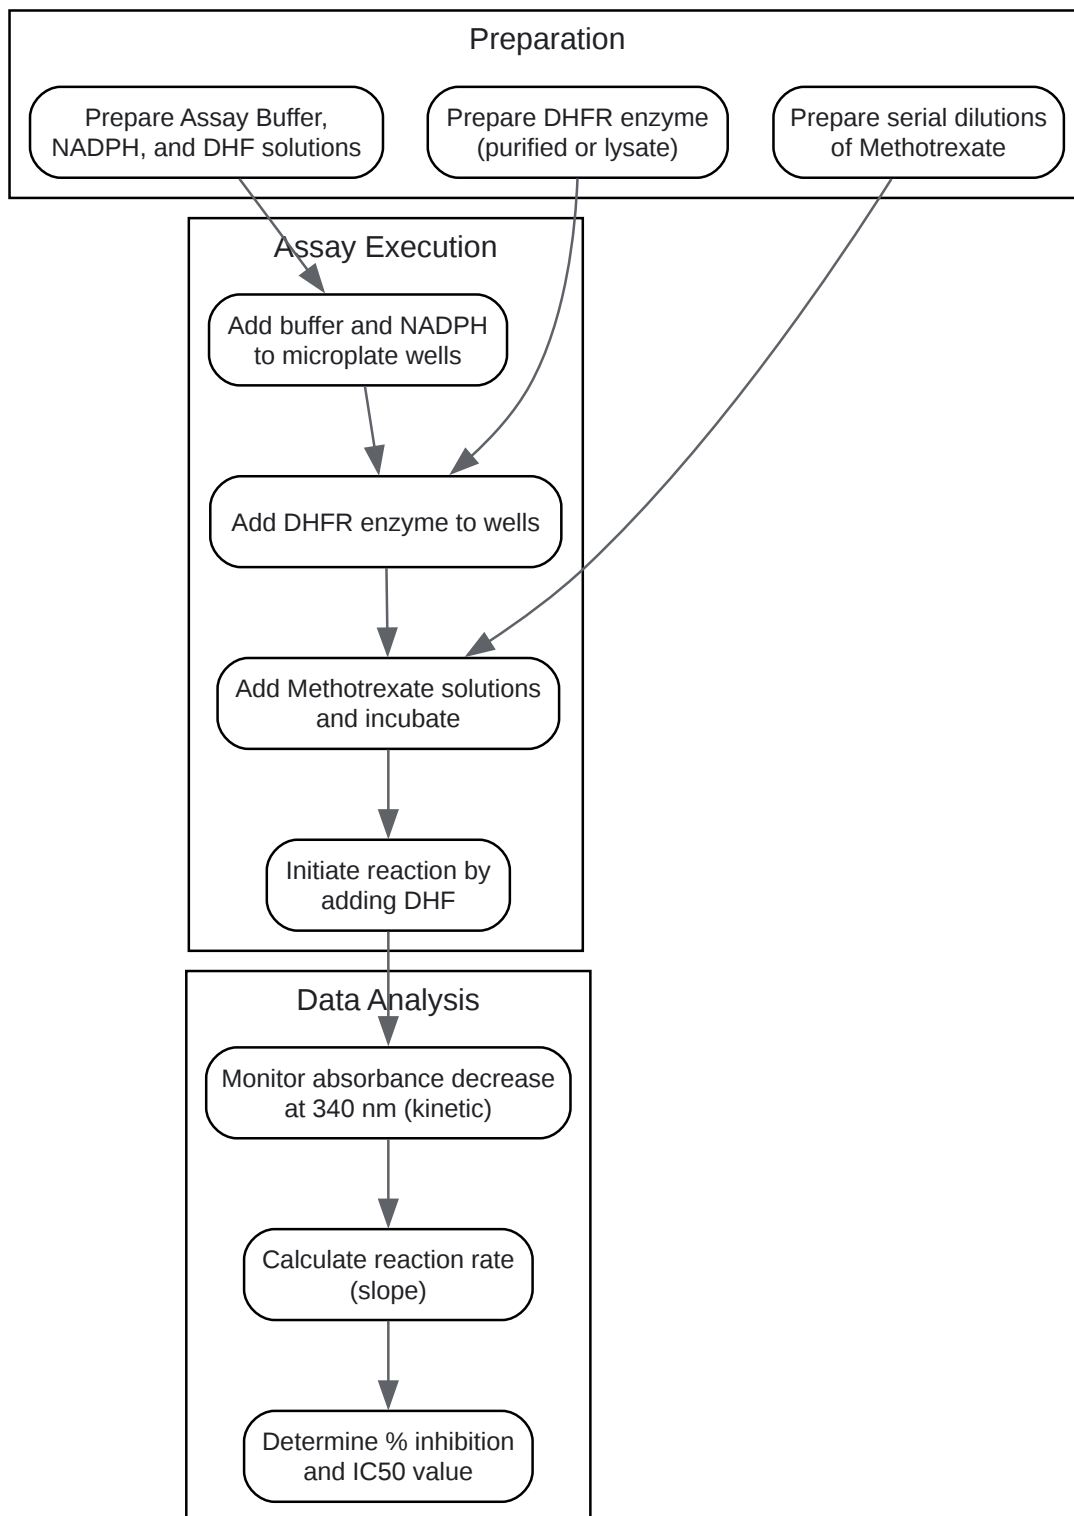 Preparation
Prepare Assay Buffer,
NADPH, and DHF solutions
Prepare DHFR enzyme
(purified or lysate)
Prepare serial dilutions
of Methotrexate
Assay Execution
Add buffer and NADPH
to microplate wells
Add DHFR enzyme to wells
Add Methotrexate solutions
and incubate
Initiate reaction by
adding DHF
Data Analysis
Monitor absorbance decrease
at 340 nm (kinetic)
Calculate reaction rate
(slope)
Determine % inhibition
and IC50 value